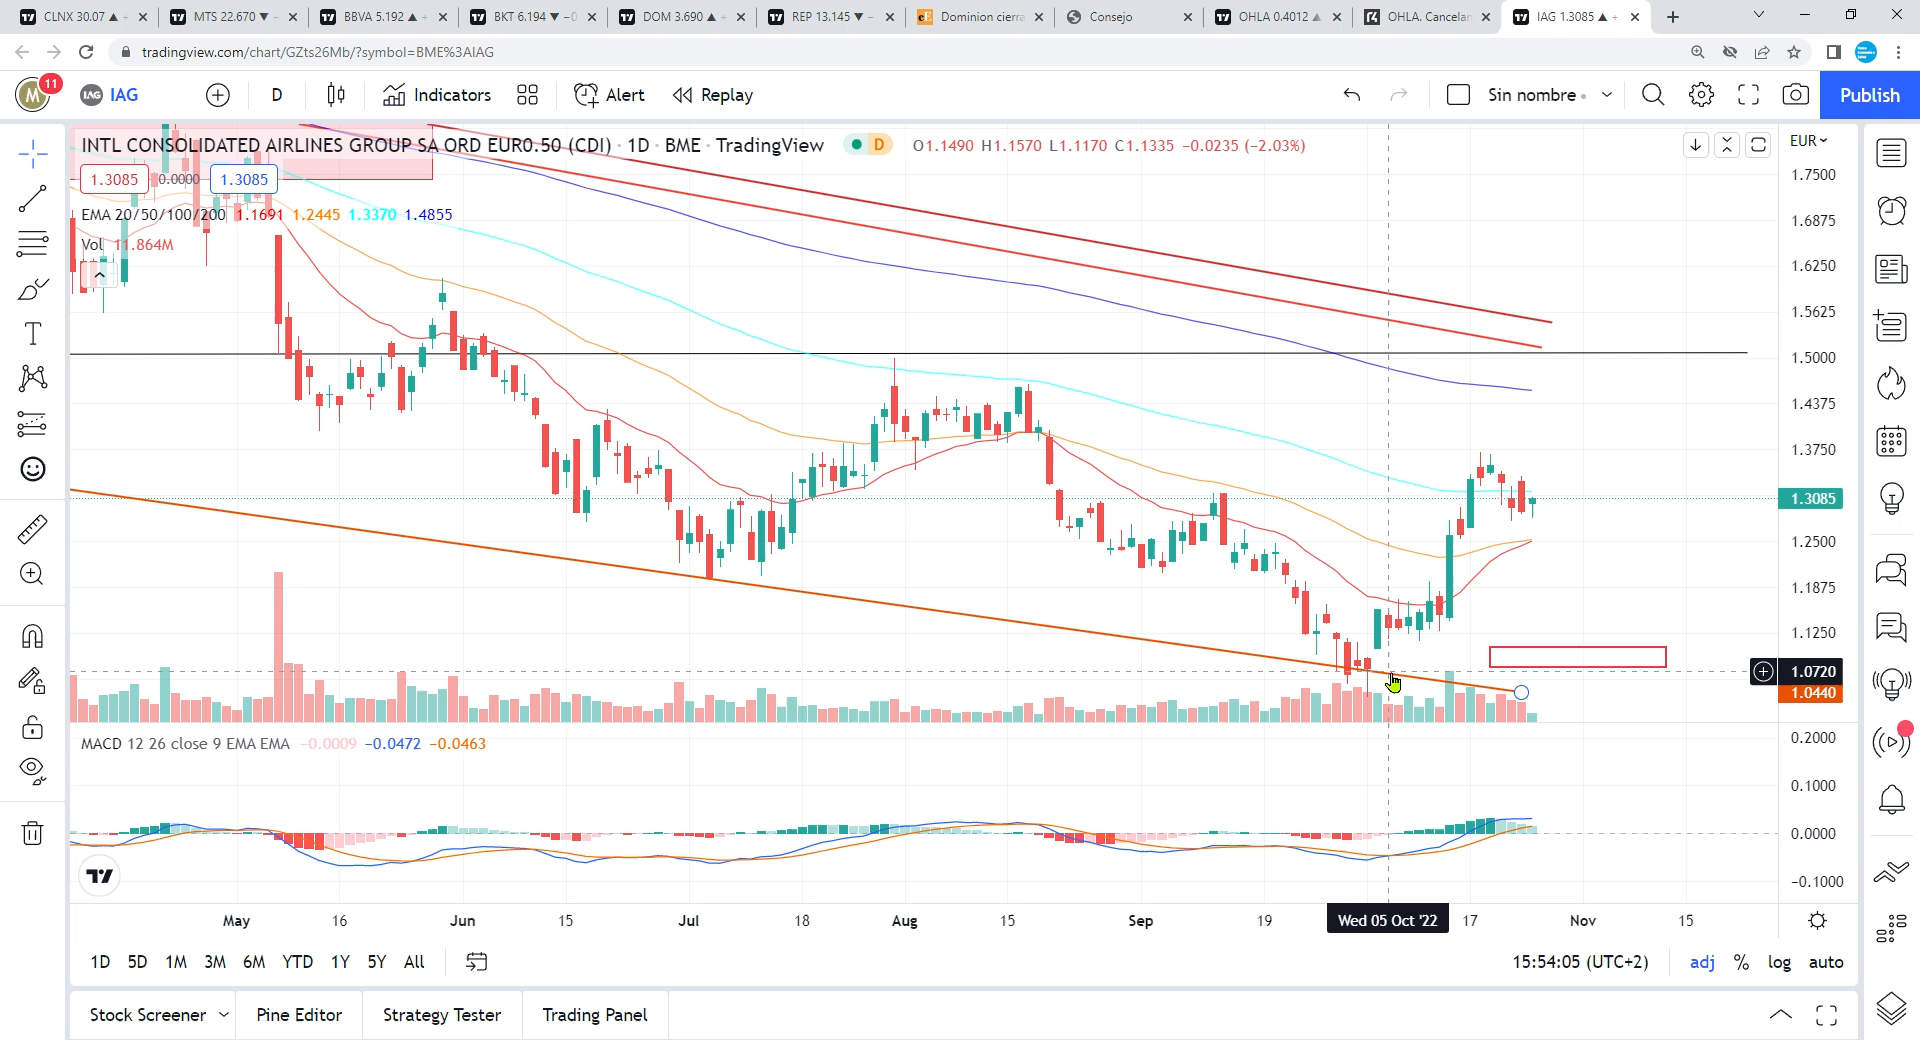 CLNX 30.07 ▲ +
MTS 22.670 ▼ −
BBVA 5.192 ▲ +
BKT 6.194 ▼ −0
DOM 3.690 ▲ +
REP 13.145 ▼ −
Dominion cierra
Consejo
OHLA 0.4012 ▲
OHLA. Cancelan
IAG 1.3085 ▲ +
tradingview.com/chart/GZts26Mb/?symbol=BME%3AIAG
M 11 IAG IAG D Indicators Alert Replay Sin nombre Publish
INTL CONSOLIDATED AIRLINES GROUP SA ORD EUR0.50 (CDI) · 1D · BME · TradingView D O1.1490 H1.1570 L1.1170 C1.1335 −0.0235 (−2.03%)
EUR
1.3085 0.0000 1.3085
EMA 20/50/100/200 1.1691 1.2445 1.3370 1.4855
Vol 11.864M
1.7500
1.6875
1.6250
1.5625
1.5000
1.4375
1.3750
1.3085
1.2500
1.1875
1.1250
1.0720
1.0440
MACD 12 26 close 9 EMA EMA −0.0009 −0.0472 −0.0463
0.2000
0.1000
0.0000
−0.1000
May 16 Jun 15 Jul 18 Aug 15 Sep 19 Wed 05 Oct '22 17 Nov 15
1D 5D 1M 3M 6M YTD 1Y 5Y All 15:54:05 (UTC+2) adj % log auto
Stock Screener Pine Editor Strategy Tester Trading Panel